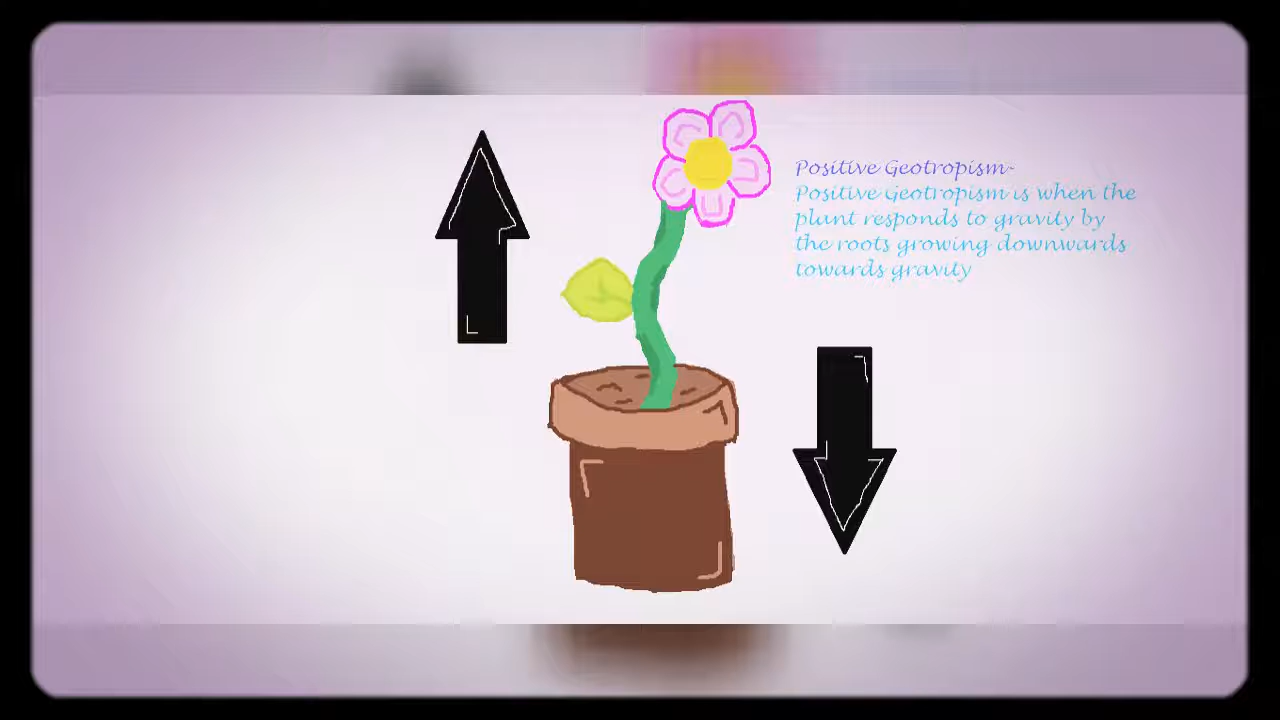 Positive Geotropism-
Positive Geotropism is when the
plant responds to gravity by
the roots growing downwards
towards gravity